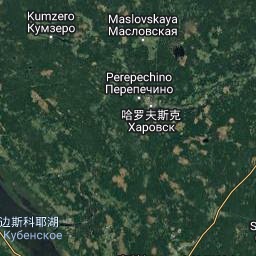 Kumzero
Кумзеро
Maslovskaya
Масловская
Perepechino
Перепечино
哈罗夫斯克
Харовск
边斯科耶湖
Кубенское
S